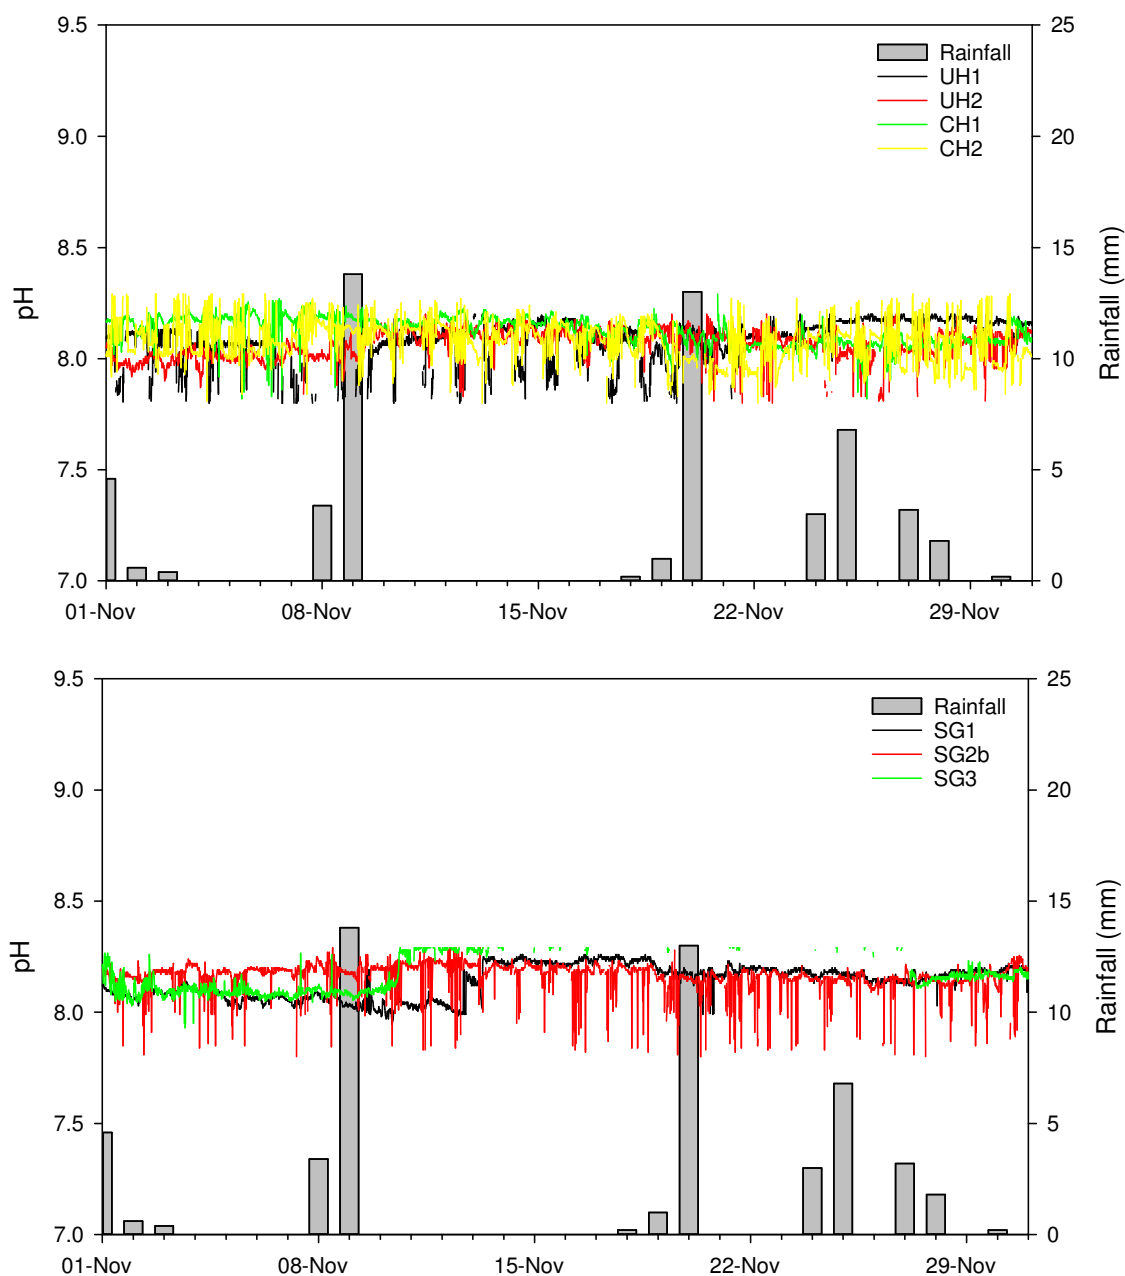 9.5
25
Rainfall
UH1
UH2
CH1
CH2
9.0
20
8.5
15
pH
Rainfall (mm)
8.0
10
7.5
5
7.0
0
01-Nov
08-Nov
15-Nov
22-Nov
29-Nov
9.5
25
Rainfall
SG1
SG2b
SG3
9.0
20
8.5
15
pH
Rainfall (mm)
8.0
10
7.5
5
7.0
0
01-Nov
08-Nov
15-Nov
22-Nov
29-Nov